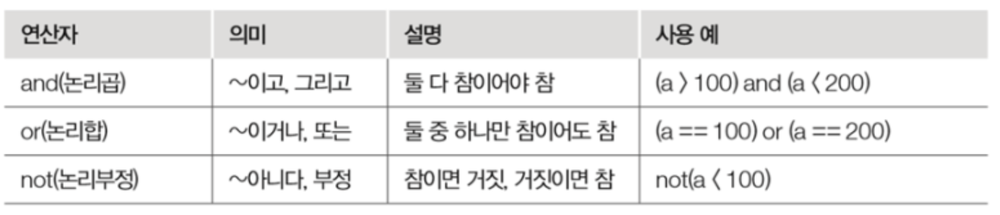 연산자 의미 설명 사용 예
and(논리곱) ~이고, 그리고 둘 다 참이어야 참 (a > 100) and (a < 200)
or(논리합) ~이거나, 또는 둘 중 하나만 참이어도 참 (a == 100) or (a == 200)
not(논리부정) ~아니다, 부정 참이면 거짓, 거짓이면 참 not(a < 100)